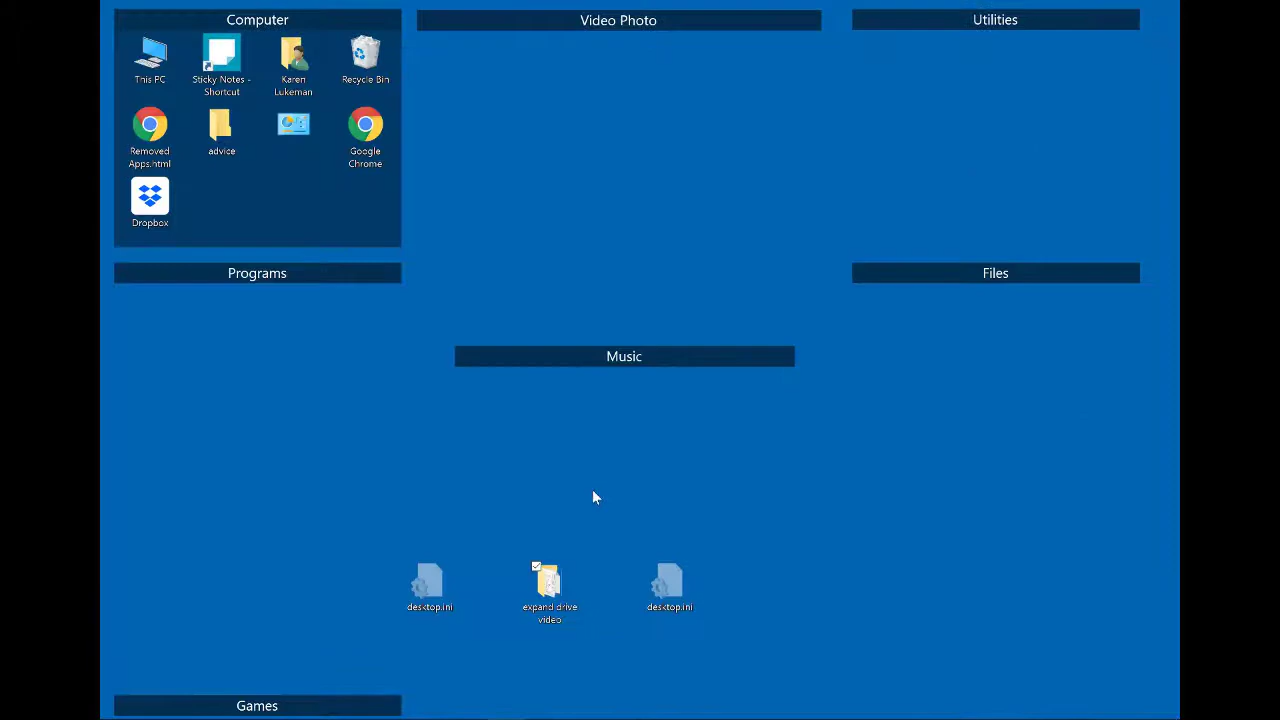 Computer
Video Photo
Utilities
This PC
Sticky Notes -
Shortcut
Karen
Lukeman
Recycle Bin
Removed
Apps.html
advice
Google
Chrome
Dropbox
Programs
Files
Music
desktop.ini
expand drive
video
desktop.ini
Games